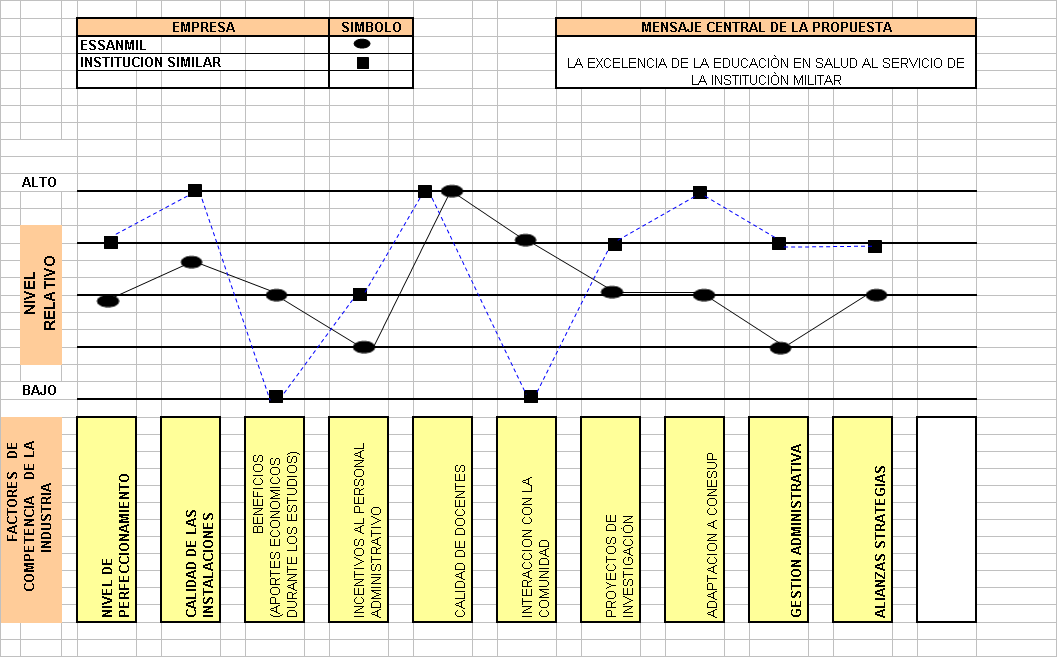 EMPRESA
SIMBOLO
ESSANMIL
INSTITUCION SIMILAR
MENSAJE CENTRAL DE LA PROPUESTA
LA EXCELENCIA DE LA EDUCACIÒN EN SALUD AL SERVICIO DE
LA INSTITUCIÒN MILITAR
ALTO
NIVEL
RELATIVO
BAJO
FACTORES DE
COMPETENCIA DE LA
INDUSTRIA
NIVEL DE
PERFECCIONAMIENTO
CALIDAD DE LAS
INSTALACIONES
BENEFICIOS
(APORTES ECONOMICOS
DURANTE LOS ESTUDIOS)
INCENTIVOS AL PERSONAL
ADMINISTRATIVO
CALIDAD DE DOCENTES
INTERACCION CON LA
COMUNIDAD
PROYECTOS DE
INVESTIGACIÒN
ADAPTACION A CONESUP
GESTION ADMINISTRATIVA
ALIANZAS STRATEGIAS